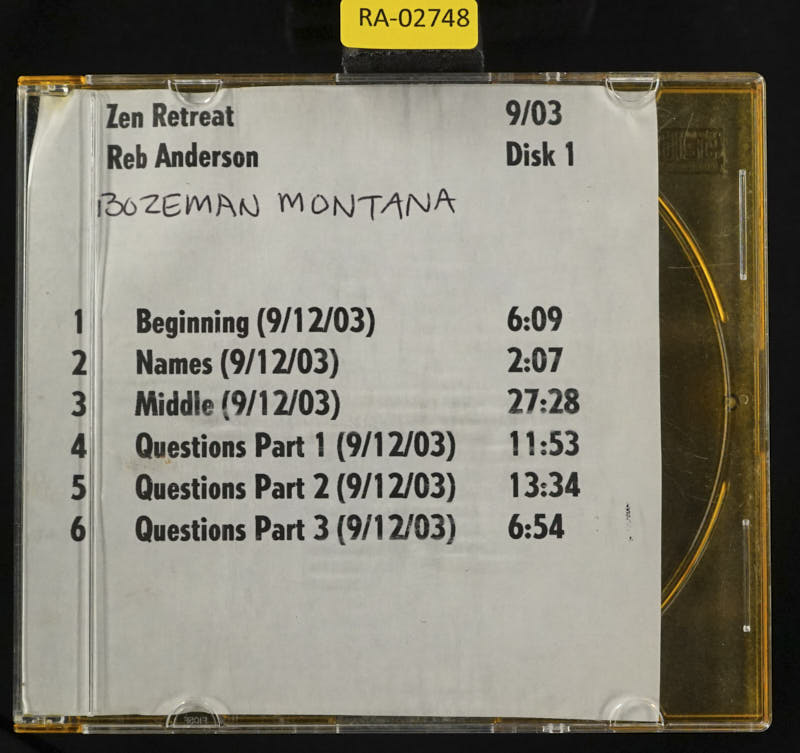 RA-02748
Zen Retreat 9/03
Reb Anderson Disk 1
BOZEMAN MONTANA
1 Beginning (9/12/03) 6:09
2 Names (9/12/03) 2:07
3 Middle (9/12/03) 27:28
4 Questions Part 1 (9/12/03) 11:53
5 Questions Part 2 (9/12/03) 13:34
6 Questions Part 3 (9/12/03) 6:54